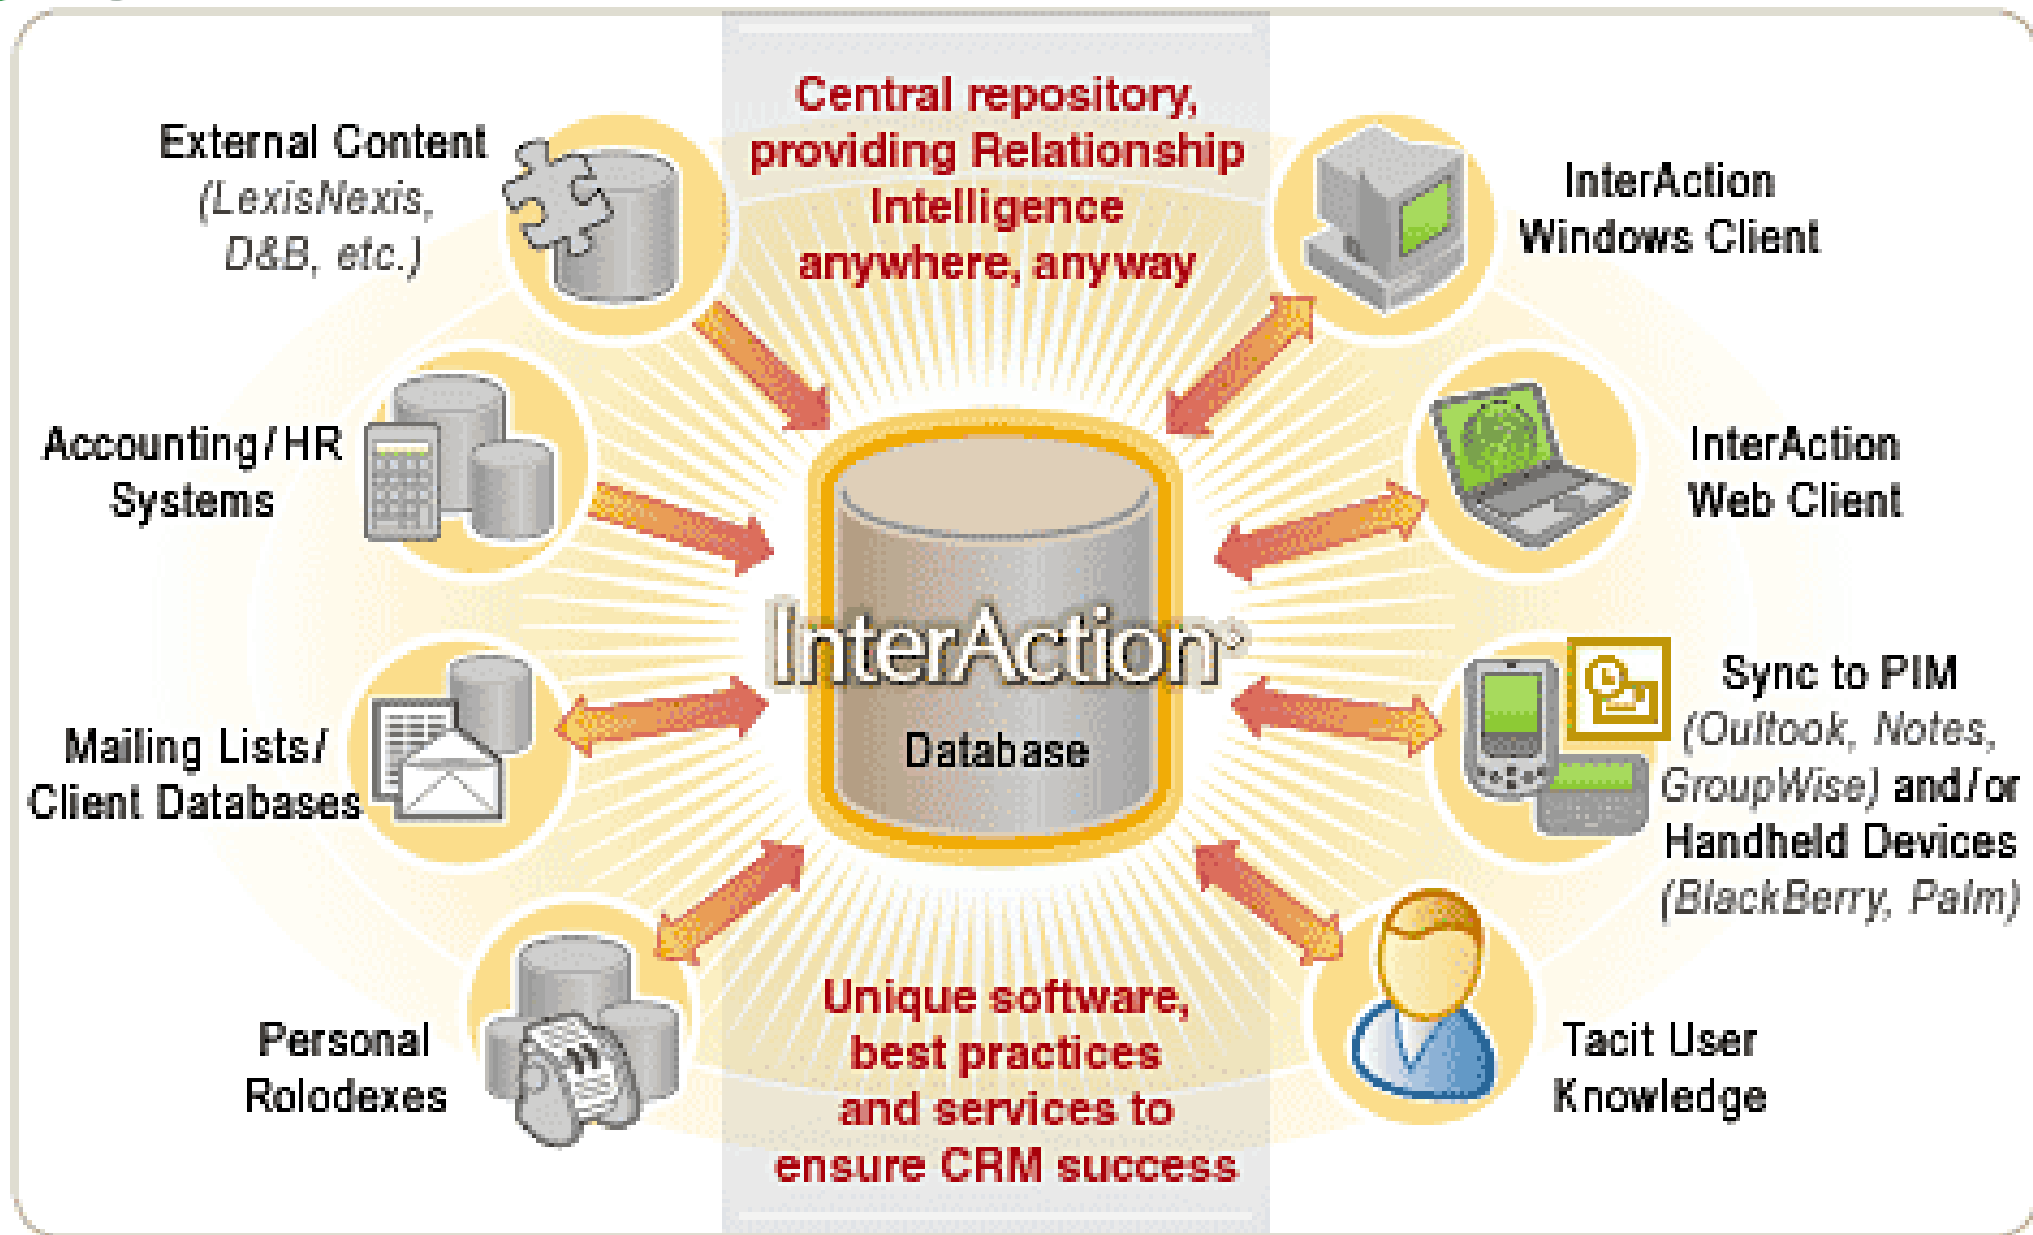 Central repository,
providing Relationship
Intelligence
anywhere, anyway
External Content
(LexisNexis,
D&B, etc.)
Accounting/HR
Systems
Mailing Lists/
Client Databases
Personal
Rolodexes
InterAction®
Database
InterAction
Windows Client
InterAction
Web Client
Sync to PIM
(Oultook, Notes,
GroupWise) and/or
Handheld Devices
(BlackBerry, Palm)
Tacit User
Knowledge
Unique software,
best practices
and services to
ensure CRM success